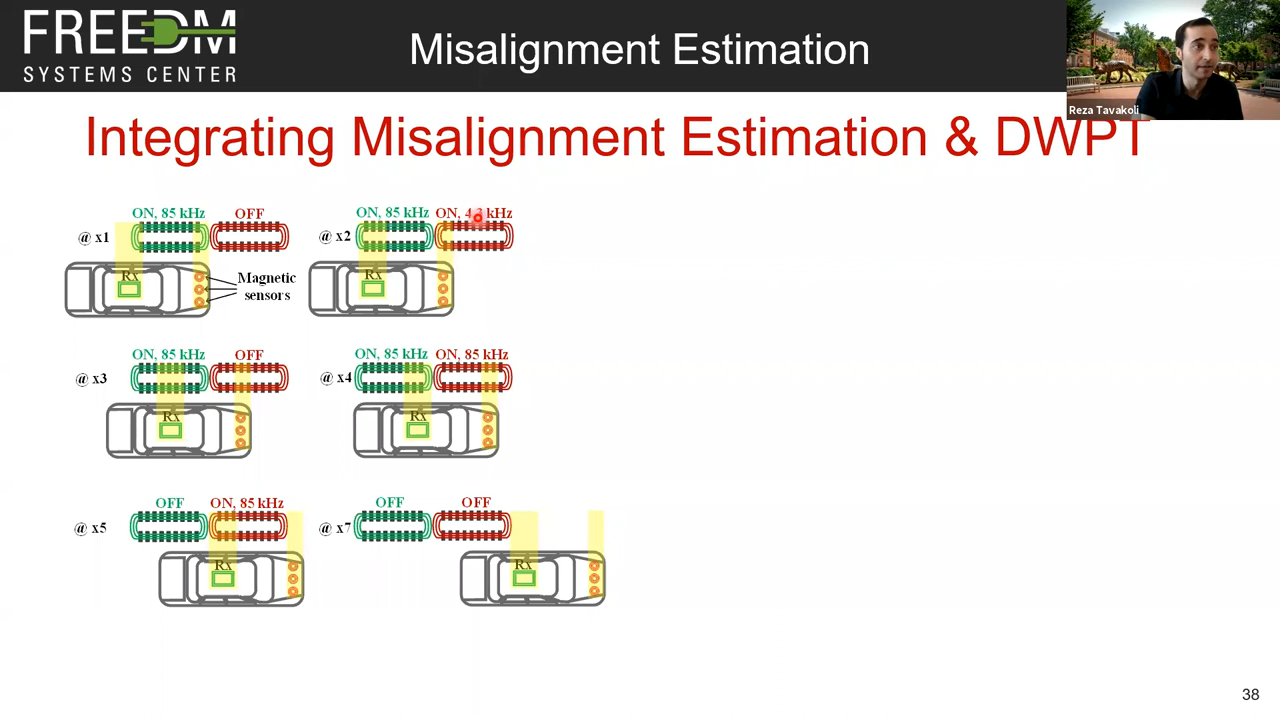 FREEDM
SYSTEMS CENTER
Misalignment Estimation
Reza Tavakoli
Integrating Misalignment Estimation & DWPT
ON, 85 kHz OFF
@ x1
Rx
Magnetic
sensors
ON, 85 kHz ON, kHz
@ x2
Rx
ON, 85 kHz OFF
@ x3
Rx
ON, 85 kHz ON, 85 kHz
@ x4
Rx
OFF ON, 85 kHz
@ x5
Rx
OFF OFF
@ x7
Rx
38